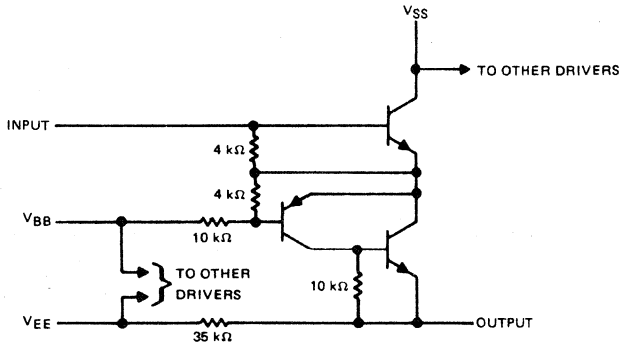 VSS
TO OTHER DRIVERS
INPUT
4 kΩ
4 kΩ
VBB
10 kΩ
TO OTHER
DRIVERS
10 kΩ
VEE
35 kΩ
OUTPUT